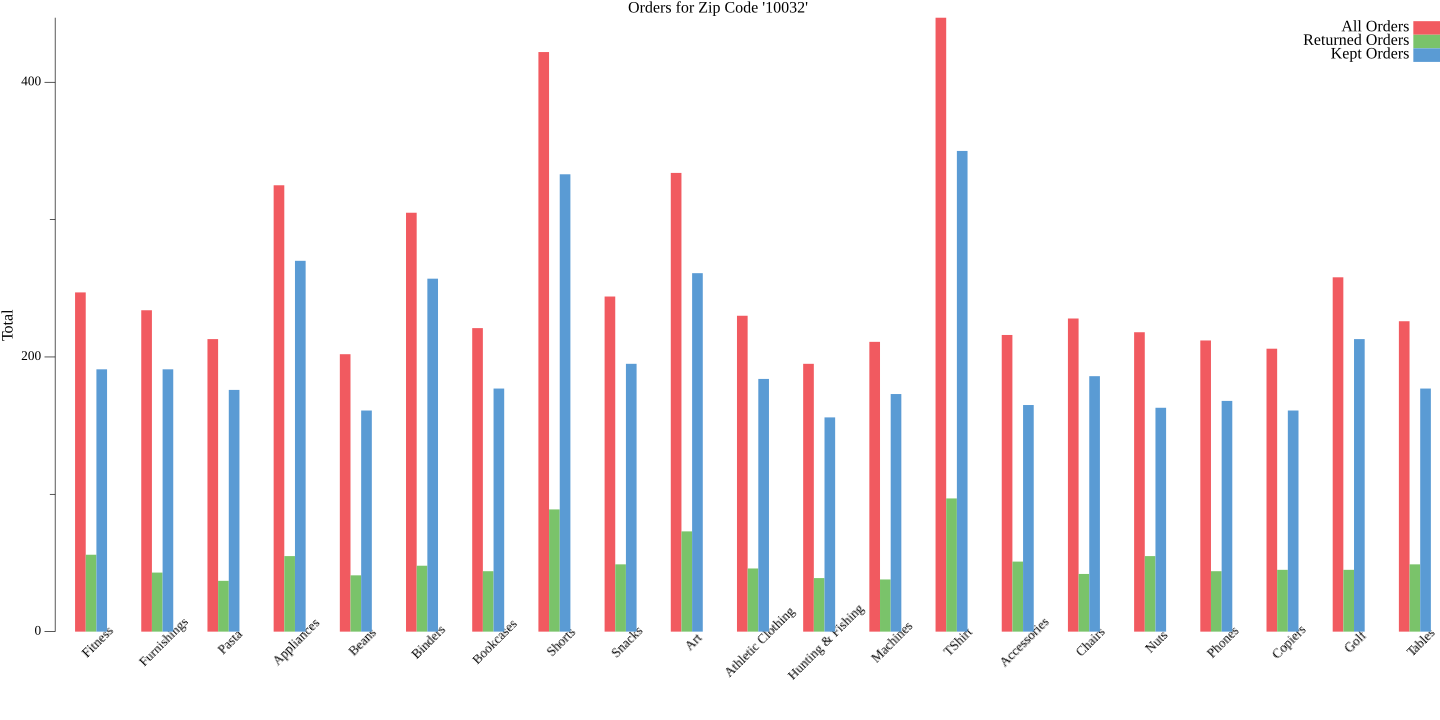 Orders for Zip Code '10032'
All Orders
Returned Orders
Kept Orders
400
200
0
Total
Fitness
Furnishings
Pasta
Appliances
Beans
Binders
Bookcases
Shorts
Snacks
Art
Athletic Clothing
Hunting & Fishing
Machines
TShirt
Accessories
Chairs
Nuts
Phones
Copiers
Golf
Tables